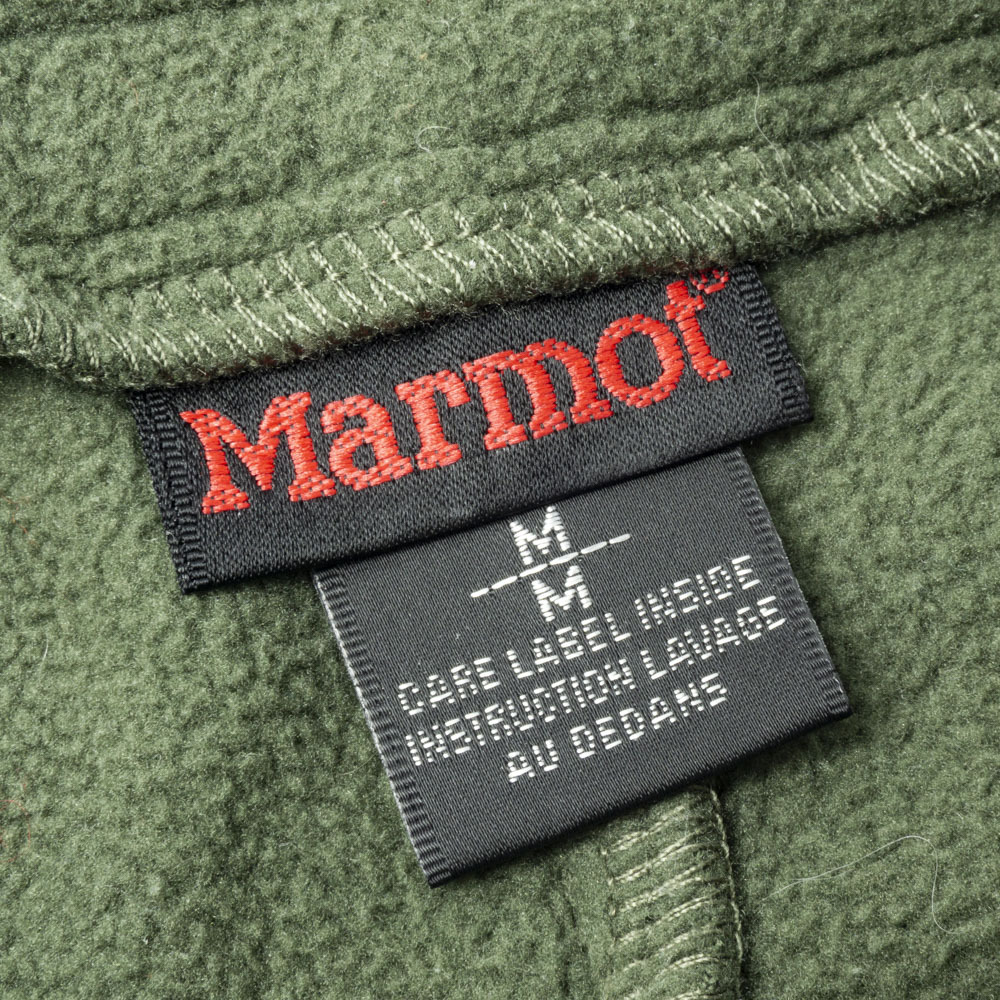 Marmot®
M
M
CARE LABEL INSIDE
INSTRUCTION LAVAGE
AU DEDANS